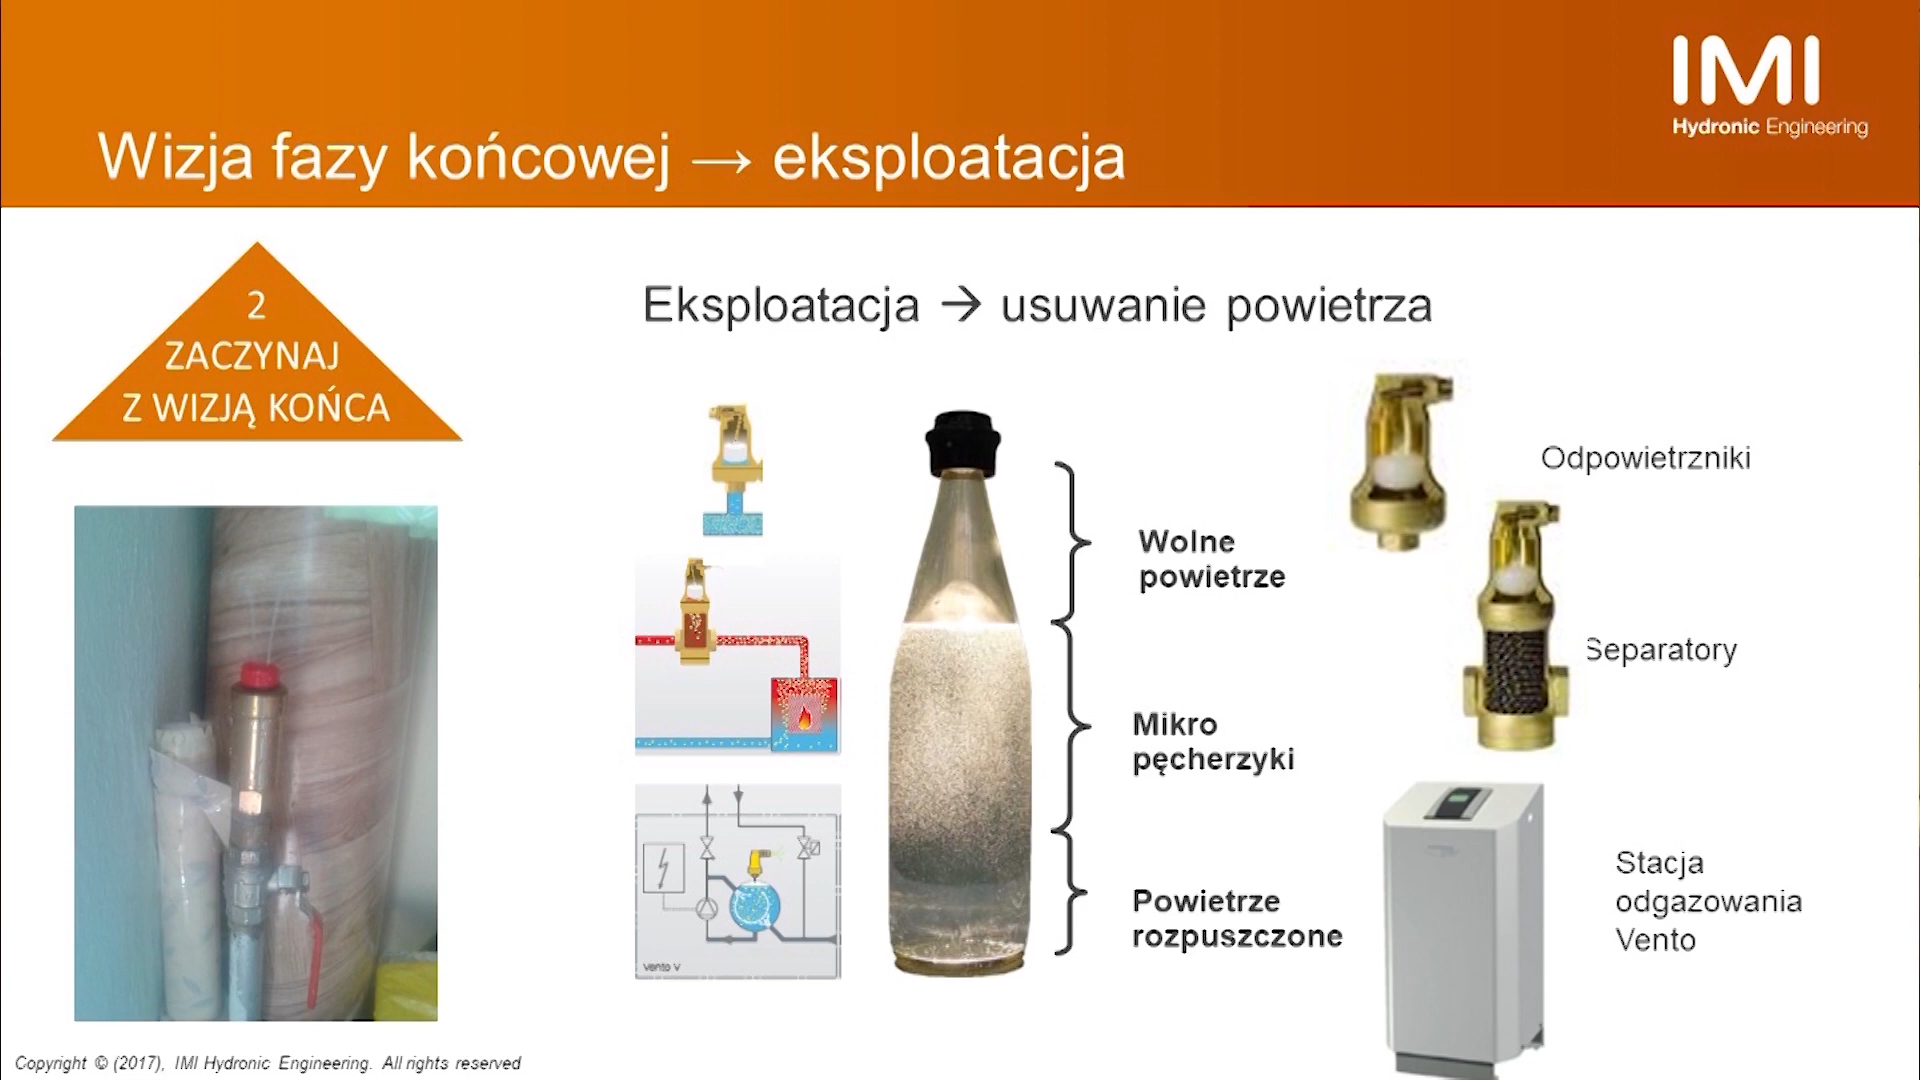 IMI
Hydronic Engineering
Wizja fazy końcowej → eksploatacja
2
ZACZYNAJ
Z WIZJĄ KOŃCA
Eksploatacja → usuwanie powietrza
Odpowietrzniki
Wolne
powietrze
Separatory
Mikro
pęcherzyki
Stacja
odgazowania
Vento
Powietrze
rozpuszczone
Vento V
Copyright © (2017), IMI Hydronic Engineering. All rights reserved